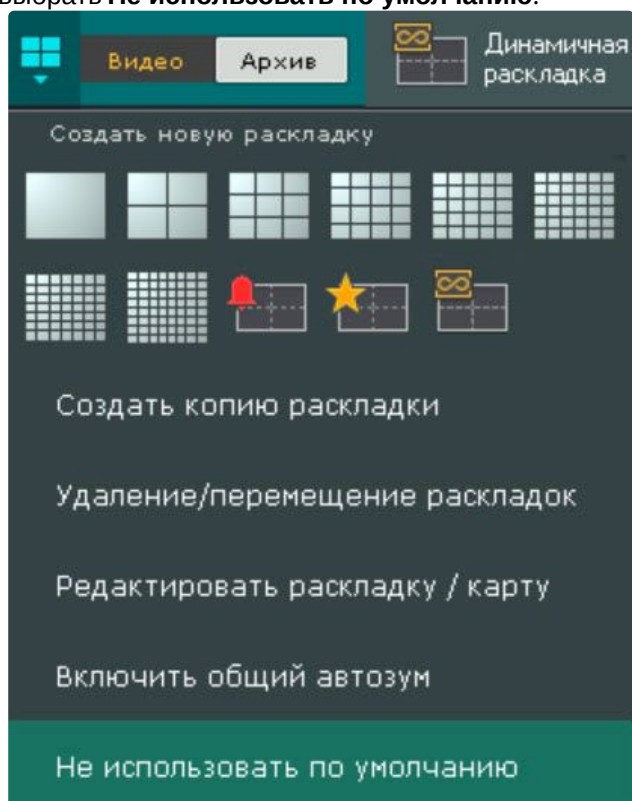 выбрать Не использовать по умолчанию.
Видео Архив Динамичная
раскладка
Создать новую раскладку
Создать копию раскладки
Удаление/перемещение раскладок
Редактировать раскладку / карту
Включить общий автозум
Не использовать по умолчанию